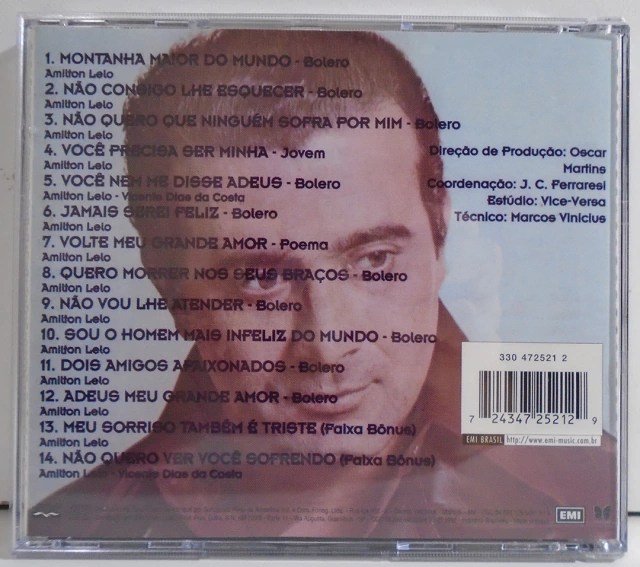 1. MONTANHA MAIOR DO MUNDO - Bolero
Amilton Lelo
2. NÃO CONSIGO LHE ESQUECER - Bolero
Amilton Lelo
3. NÃO QUERO QUE NINGUÉM SOFRA POR MIM - Bolero
Amilton Lelo
4. VOCÊ PRECISA SER MINHA - Jovem
Amilton Lelo
5. VOCÊ NEM ME DISSE ADEUS - Bolero
Amilton Lelo - Vicente Dias da Costa
6. JAMAIS SEREI FELIZ - Bolero
Amilton Lelo
7. VOLTE MEU GRANDE AMOR - Poema
Amilton Lelo
8. QUERO MORRER NOS SEUS BRAÇOS - Bolero
Amilton Lelo
9. NÃO VOU LHE ATENDER - Bolero
Amilton Lelo
10. SOU O HOMEM MAIS INFELIZ DO MUNDO - Bolero
Amilton Lelo
11. DOIS AMIGOS APAIXONADOS - Bolero
Amilton Lelo
12. ADEUS MEU GRANDE AMOR - Bolero
Amilton Lelo
13. MEU SORRISO TAMBÉM É TRISTE (Faixa Bônus)
Amilton Lelo
14. NÃO QUERO VER VOCÊ SOFRENDO (Faixa Bônus)
Amilton Lelo - Vicente Dias da Costa
Direção de Produção: Oscar
Martins
Coordenação: J. C. Ferraresi
Estúdio: Vice-Versa
Técnico: Marcos Vinicius
330 472521 2
7 24347 25212 9
EMI BRASIL http://www.emi-music.com.br
EMI